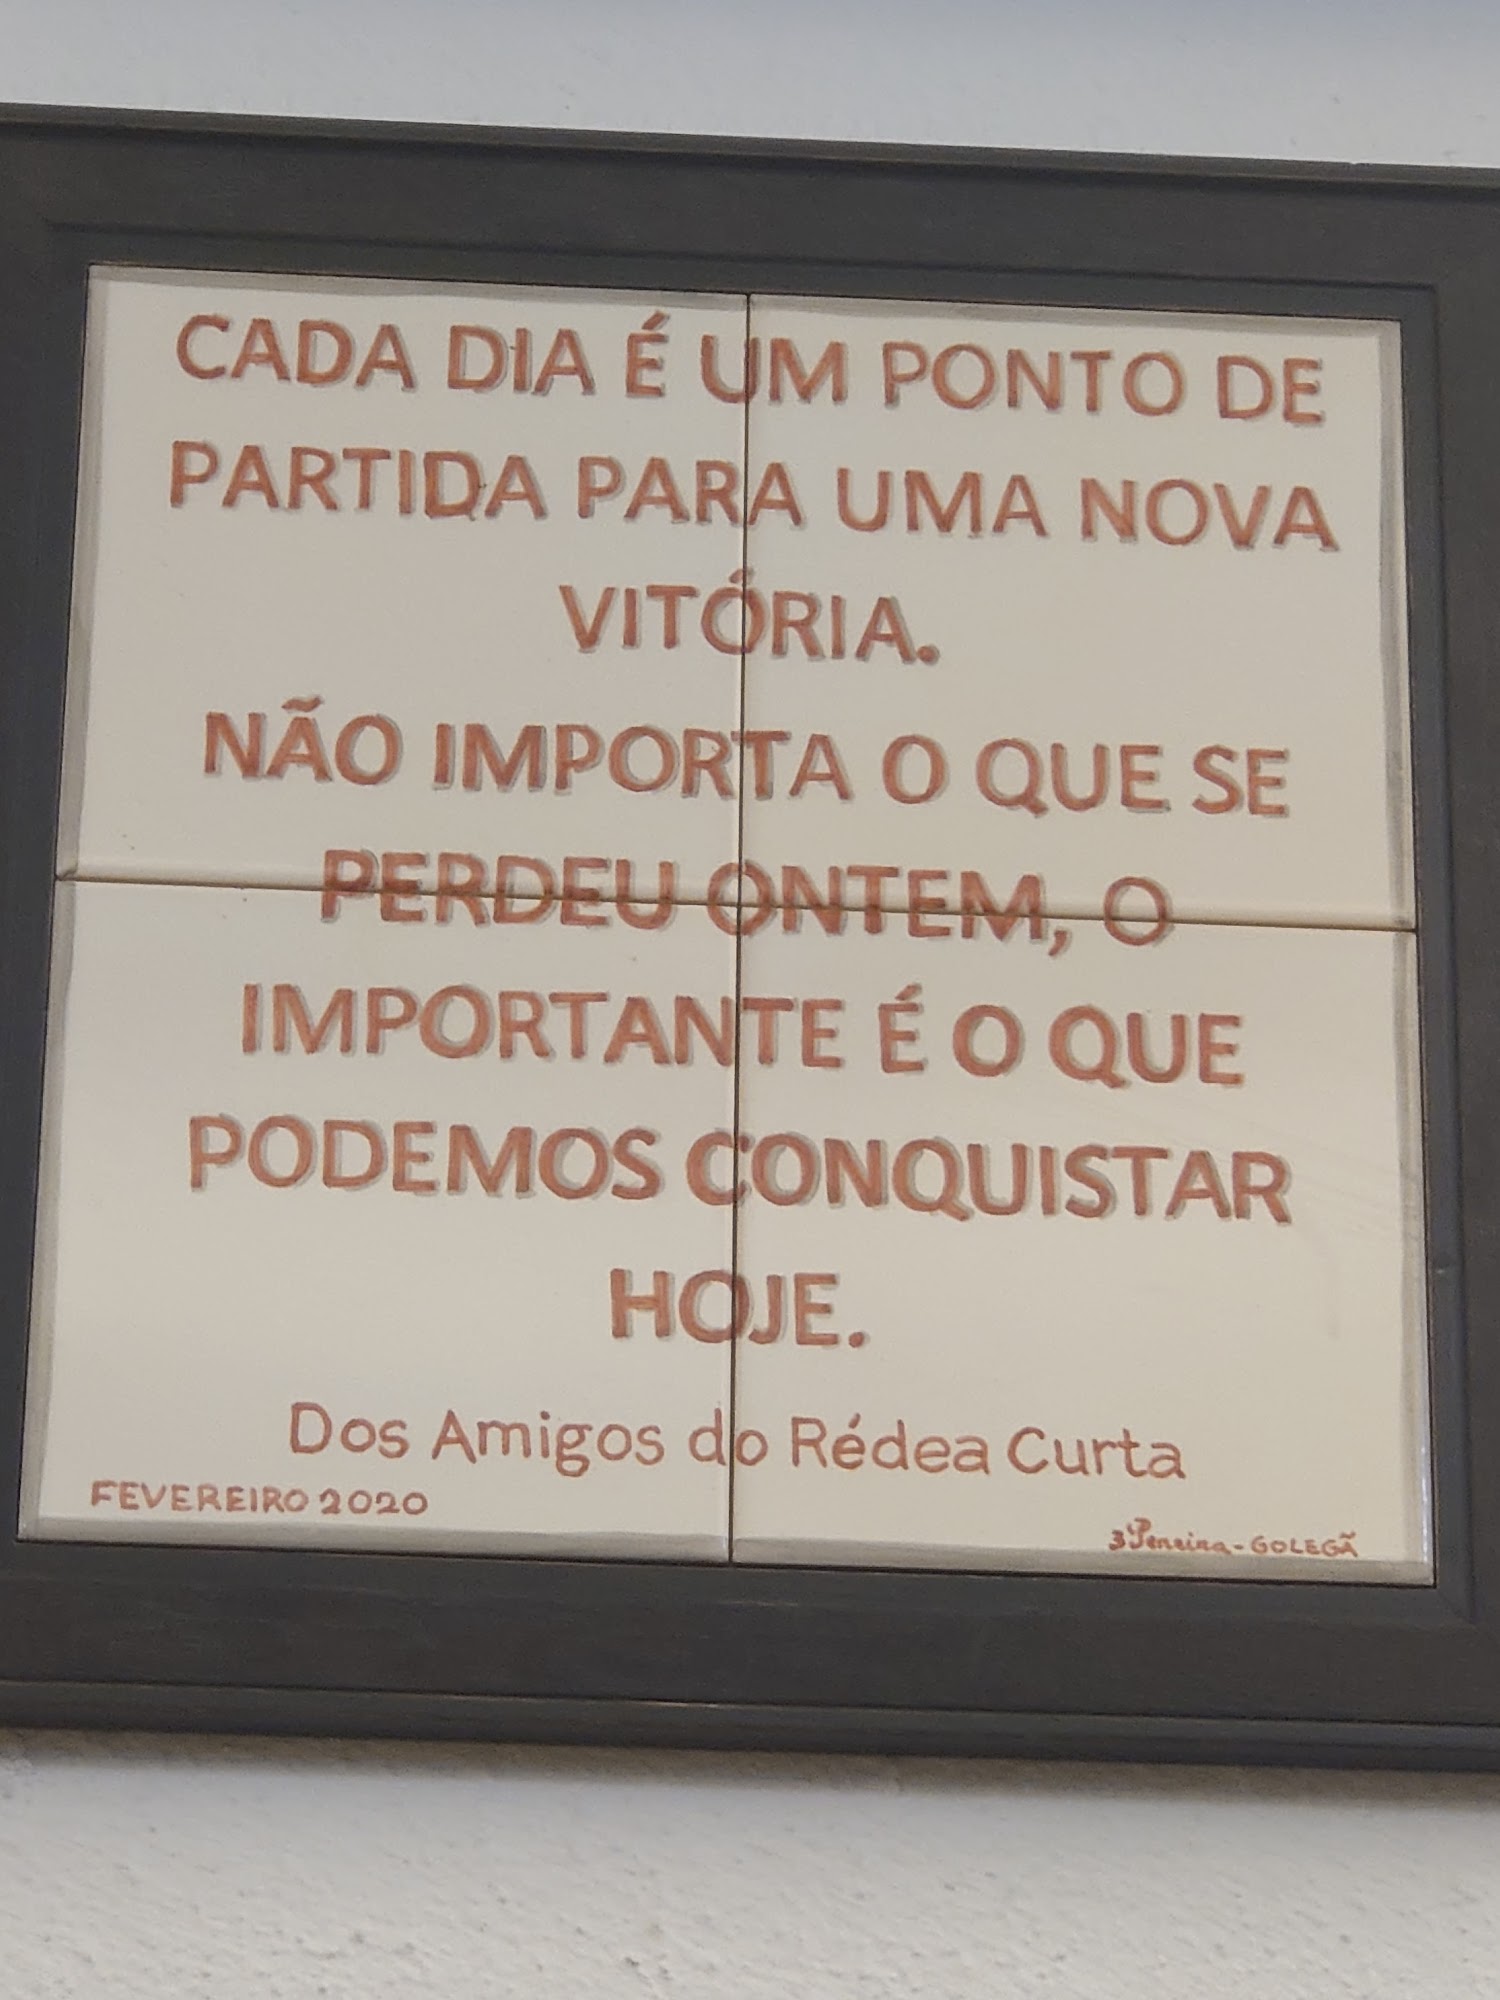 CADA DIA É UM PONTO DE
PARTIDA PARA UMA NOVA
VITÓRIA.
NÃO IMPORTA O QUE SE
PERDEU ONTEM, O
IMPORTANTE É O QUE
PODEMOS CONQUISTAR
HOJE.
Dos Amigos do Rédea Curta
FEVEREIRO 2020
Pereira - GOLEGÃ